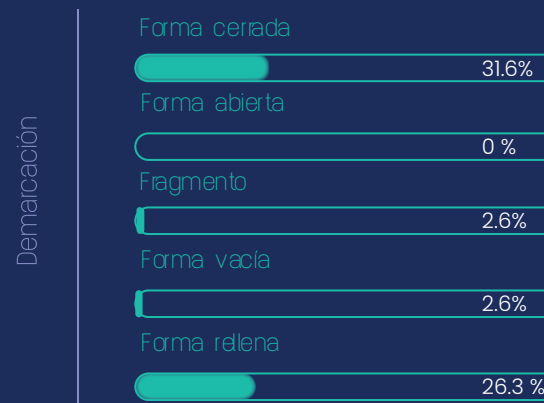 Demarcación
Forma cerrada
31.6%
Forma abierta
0 %
Fragmento
2.6%
Forma vacía
2.6%
Forma rellena
26.3 %